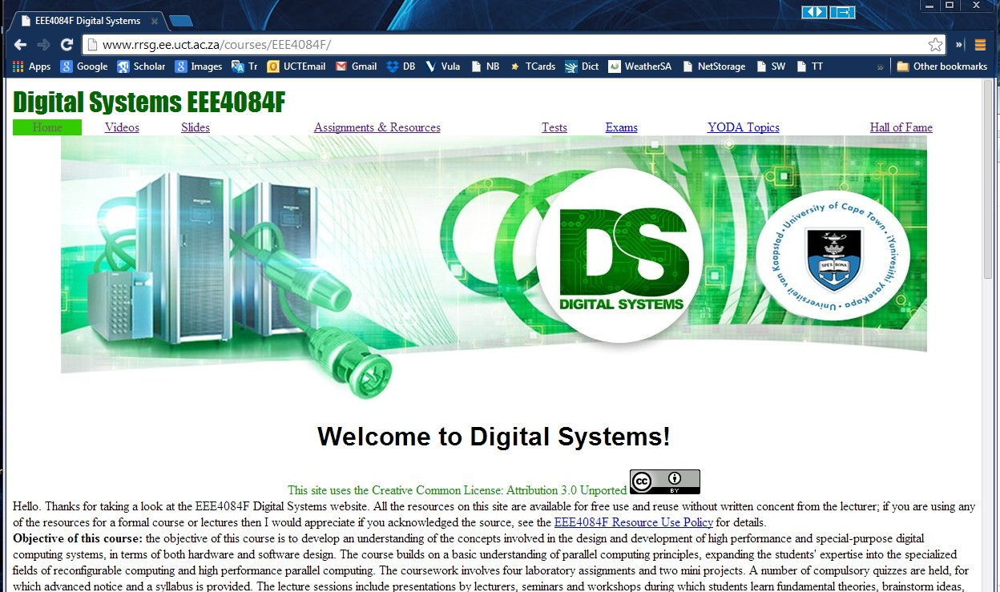 EEE4084F Digital Systems
www.rrsg.ee.uct.ac.za/courses/EEE4084F/
Apps Google Scholar Images Tr UCTEmail Gmail DB Vula NB TCards Dict WeatherSA NetStorage SW TT » Other bookmarks
Digital Systems EEE4084F
Home Videos Slides Assignments & Resources Tests Exams YODA Topics Hall of Fame
DS
DIGITAL SYSTEMS
University of Cape Town · iYunivesithi yaseKapa · Universiteit van Kaapstad ·
SPES BONA
Welcome to Digital Systems!
This site uses the Creative Common License: Attribution 3.0 Unported
cc BY
Hello. Thanks for taking a look at the EEE4084F Digital Systems website. All the resources on this site are available for free use and reuse without written concent from the lecturer; if you are using any
of the resources for a formal course or lectures then I would appreciate if you acknowledged the source, see the EEE4084F Resource Use Policy for details.
Objective of this course: the objective of this course is to develop an understanding of the concepts involved in the design and development of high performance and special-purpose digital
computing systems, in terms of both hardware and software design. The course builds on a basic understanding of parallel computing principles, expanding the students' expertise into the specialized
fields of reconfigurable computing and high performance parallel computing. The coursework involves four laboratory assignments and two mini projects. A number of compulsory quizzes are held, for
which advanced notice and a syllabus is provided. The lecture sessions include presentations by lecturers, seminars and workshops during which students learn fundamental theories, brainstorm ideas,